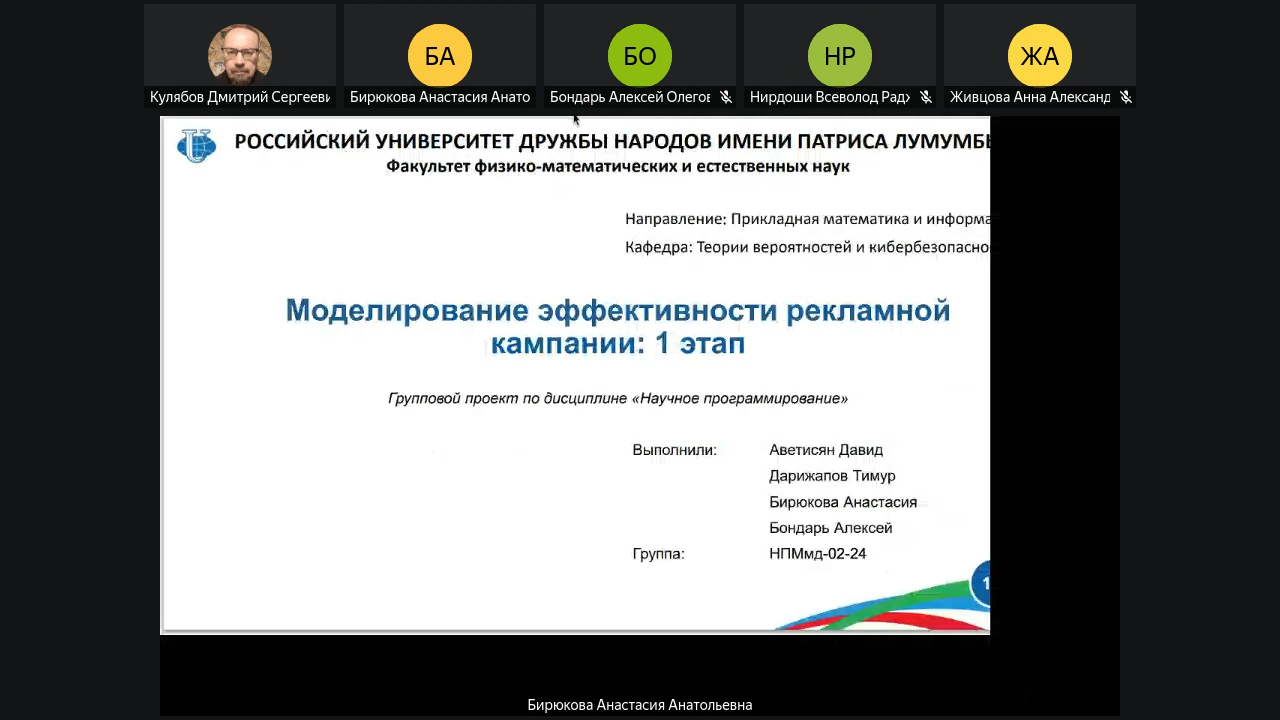 БА
БО
НР
ЖА
Кулябов Дмитрий Сергееви
Бирюкова Анастасия Анато
Бондарь Алексей Олегов
Нирдоши Всеволод Радж
Живцова Анна Александ
РОССИЙСКИЙ УНИВЕРСИТЕТ ДРУЖБЫ НАРОДОВ ИМЕНИ ПАТРИСА ЛУМУМБЫ
Факультет физико-математических и естественных наук
Направление: Прикладная математика и информа
Кафедра: Теории вероятностей и кибербезопасно
Моделирование эффективности рекламной
кампании: 1 этап
Групповой проект по дисциплине «Научное программирование»
Выполнили: Аветисян Давид
Дарижапов Тимур
Бирюкова Анастасия
Бондарь Алексей
Группа: НПМмд-02-24
1
Бирюкова Анастасия Анатольевна